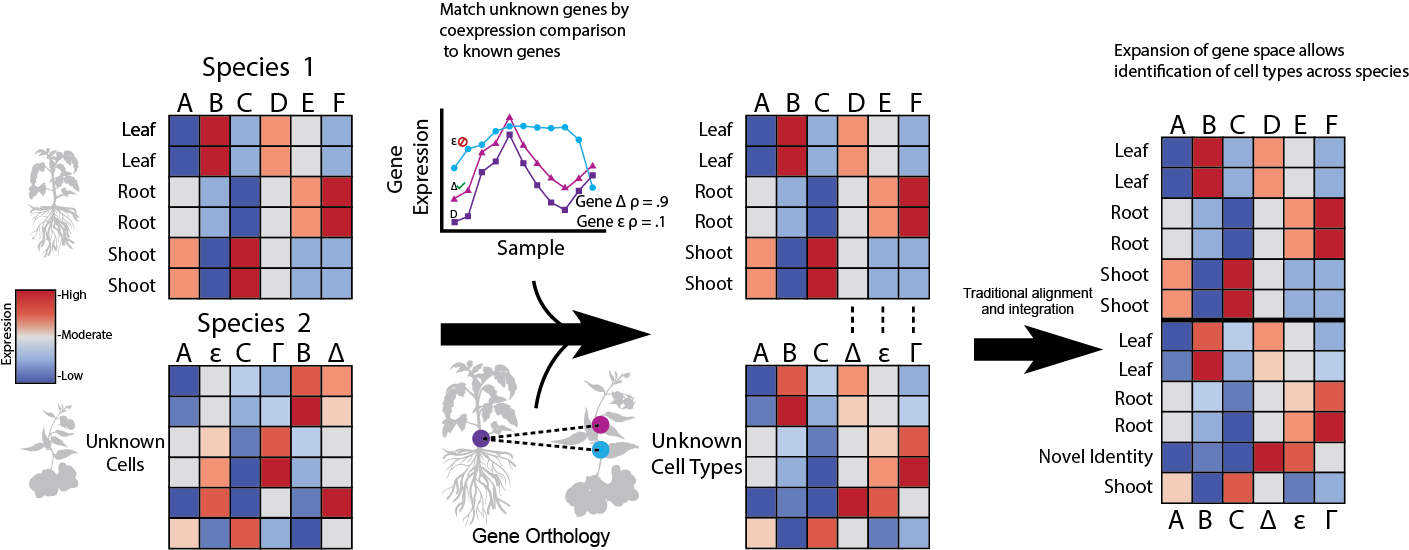 Match unknown genes by
coexpression comparison
to known genes
Expansion of gene space allows
identification of cell types across species
Species 1
A B C D E F
Leaf
Leaf
Root
Root
Shoot
Shoot
Expression
-High
-Moderate
-Low
Species 2
A ε C Γ B Δ
Unknown
Cells
Gene
Expression
ε
Δ
D
Gene Δ ρ = .9
Gene ε ρ = .1
Sample
Gene Orthology
A B C D E F
Leaf
Leaf
Root
Root
Shoot
Shoot
A B C Δ ε Γ
Unknown
Cell Types
Traditional alignment
and integration
A B C D E F
Leaf
Leaf
Root
Root
Shoot
Shoot
Leaf
Leaf
Root
Root
Novel Identity
Shoot
A B C Δ ε Γ